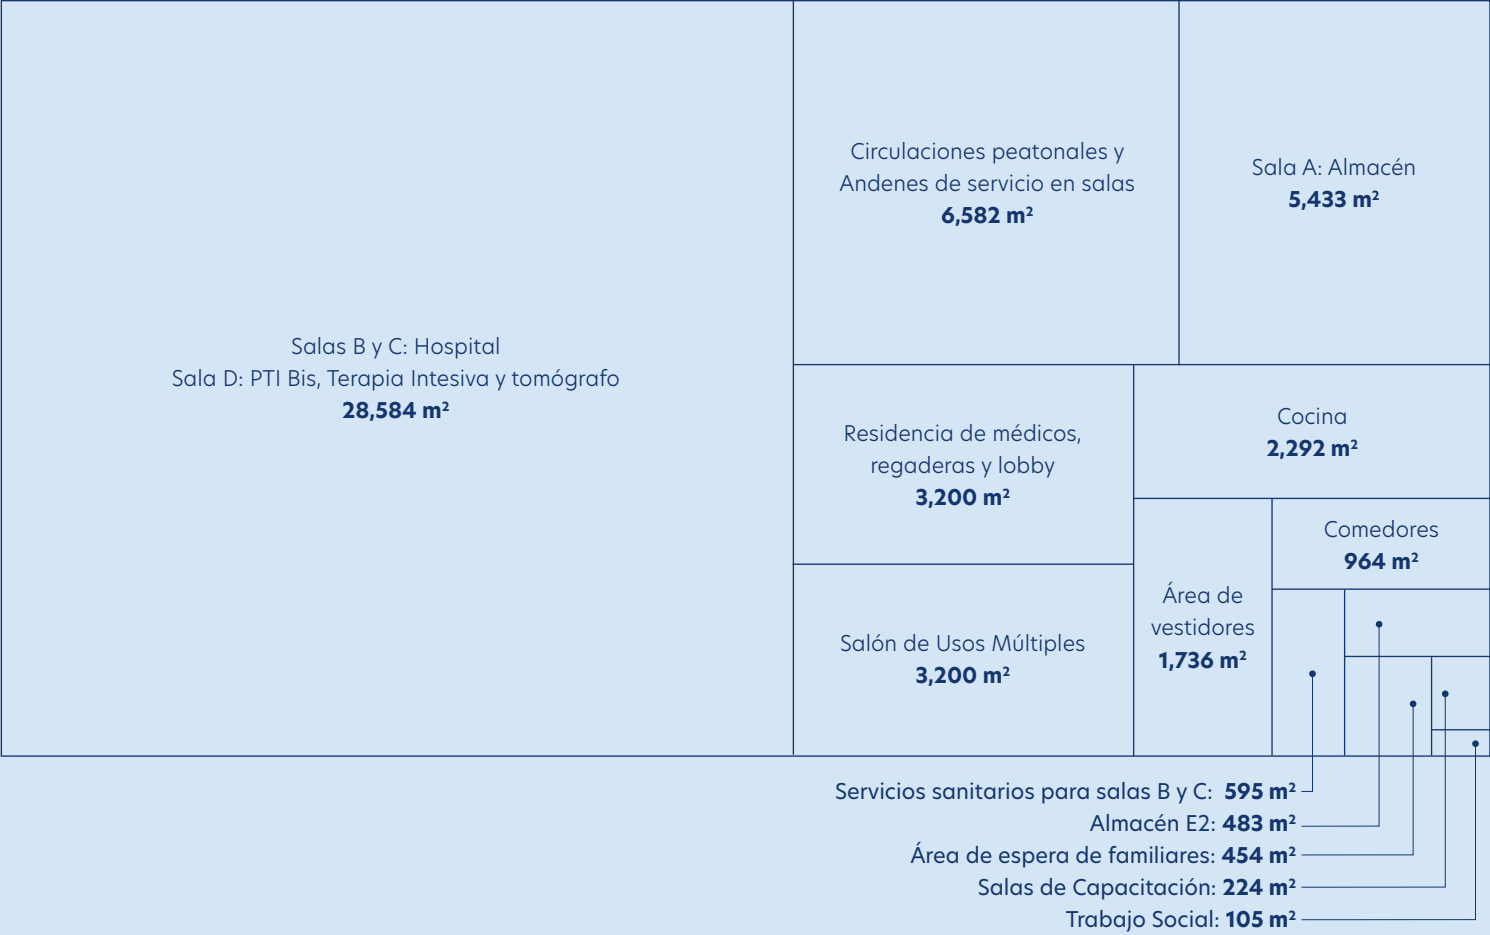 Salas B y C: Hospital
Sala D: PTI Bis, Terapia Intesiva y tomógrafo
28,584 m²
Circulaciones peatonales y
Andenes de servicio en salas
6,582 m²
Sala A: Almacén
5,433 m²
Residencia de médicos,
regaderas y lobby
3,200 m²
Cocina
2,292 m²
Salón de Usos Múltiples
3,200 m²
Área de
vestidores
1,736 m²
Comedores
964 m²
Servicios sanitarios para salas B y C: 595 m²
Almacén E2: 483 m²
Área de espera de familiares: 454 m²
Salas de Capacitación: 224 m²
Trabajo Social: 105 m²